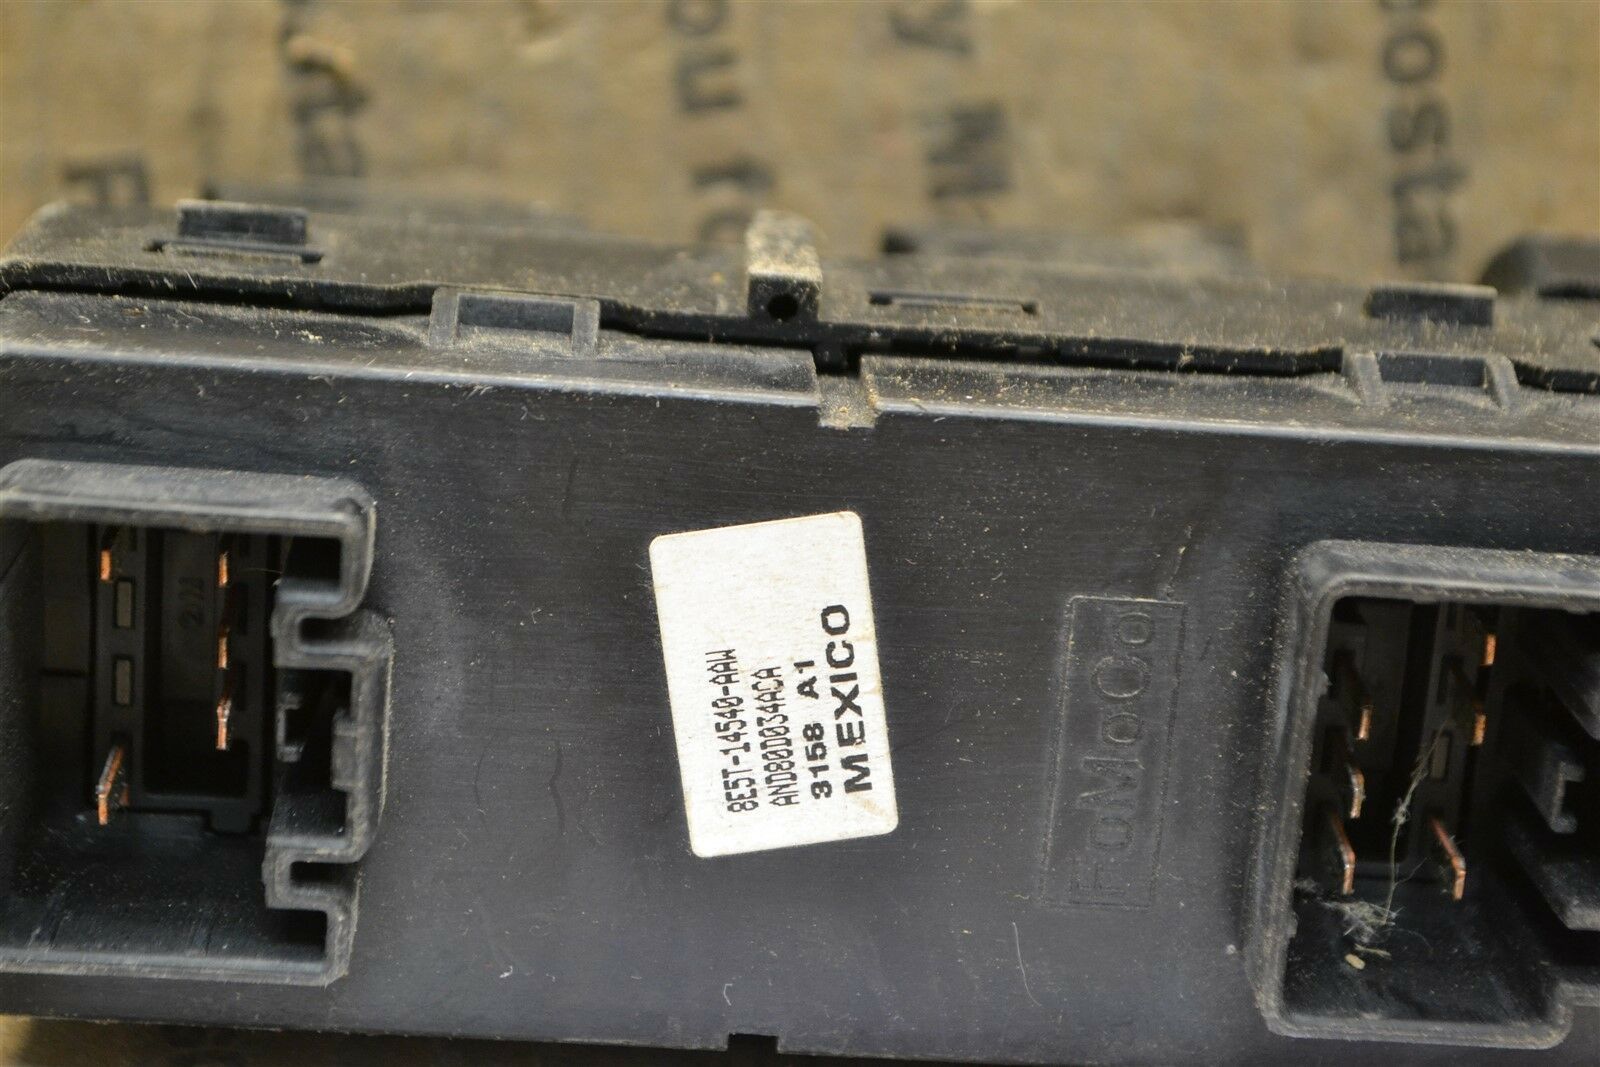 8E5T-14540-AAW
AND80D034ACA
3158 A1
MEXICO
FoMoCo